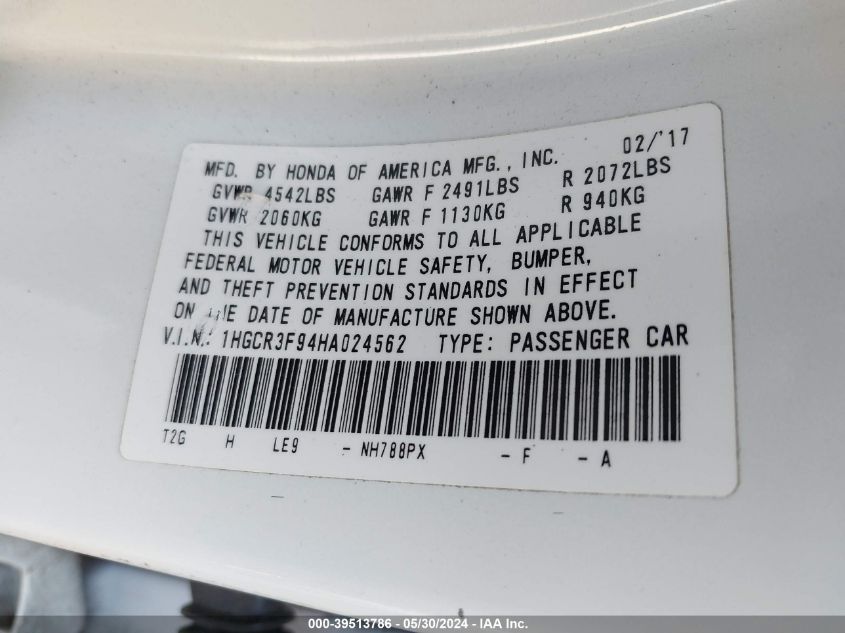 MFD. BY HONDA OF AMERICA MFG., INC. 02/'17
GVWR 4542LBS GAWR F 2491LBS R 2072LBS
GVWR 2060KG GAWR F 1130KG R 940KG
THIS VEHICLE CONFORMS TO ALL APPLICABLE
FEDERAL MOTOR VEHICLE SAFETY, BUMPER,
AND THEFT PREVENTION STANDARDS IN EFFECT
ON THE DATE OF MANUFACTURE SHOWN ABOVE.
V.I.N.: 1HGCR3F94HA024562 TYPE: PASSENGER CAR
T2G H LE9 - NH788PX - F - A
000-39513786 - 05/30/2024 - IAA Inc.